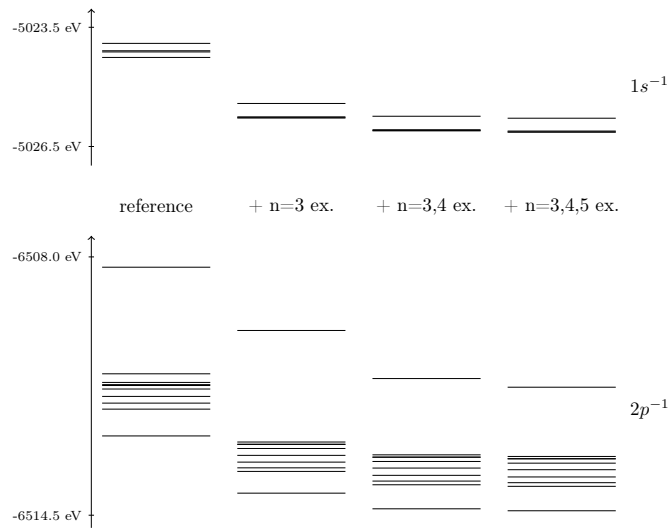 -5023.5 eV
1s⁻¹
-5026.5 eV
reference + n=3 ex. + n=3,4 ex. + n=3,4,5 ex.
-6508.0 eV
2p⁻¹
-6514.5 eV